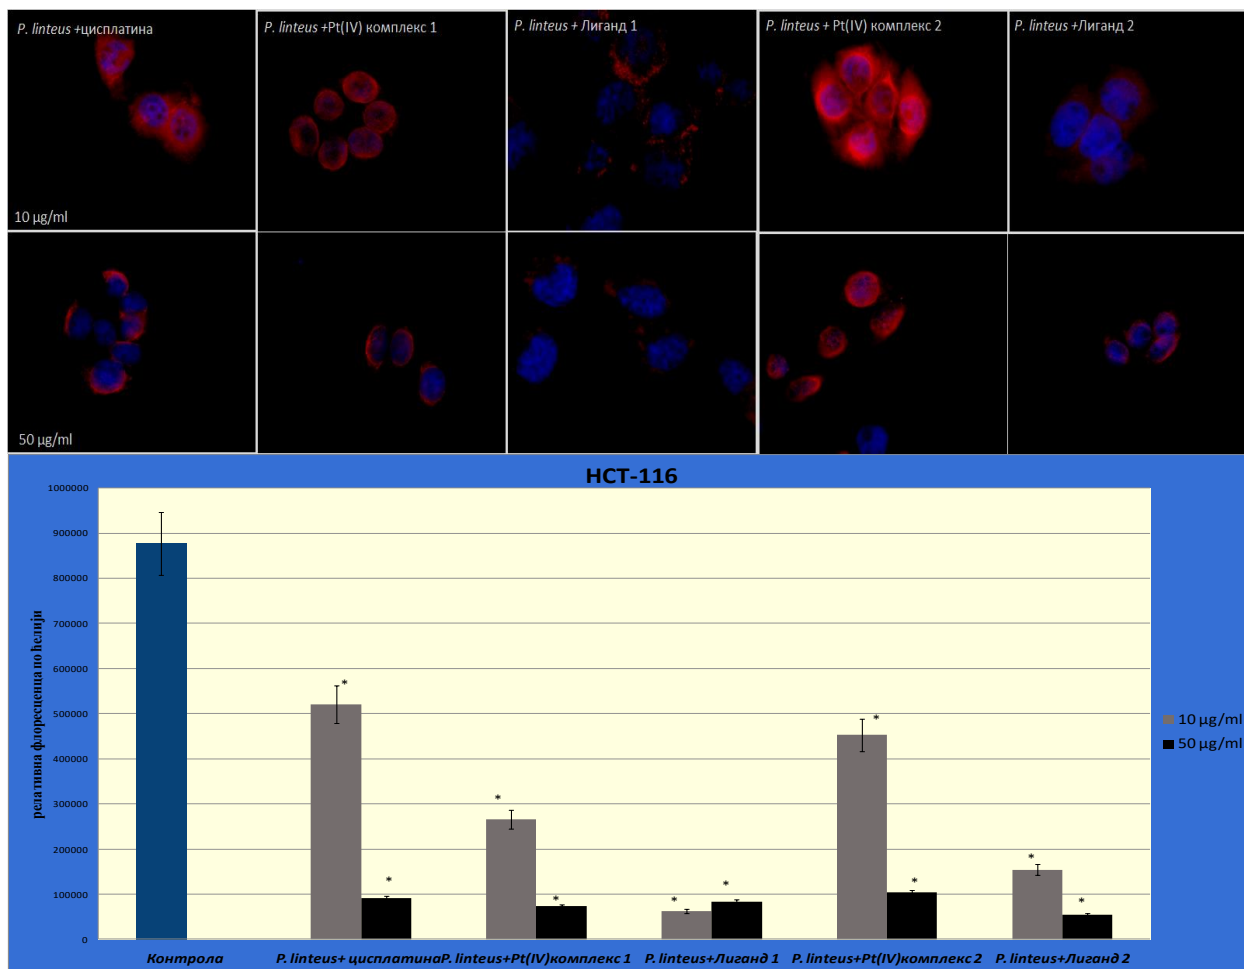 P. linteus +цисплатина
P. linteus +Pt(IV) комплекс 1
P. linteus + Лиганд 1
P. linteus + Pt(IV) комплекс 2
P. linteus +Лиганд 2
10 µg/ml
50 µg/ml
HCT-116
релативна флоресценца по ћелији
1000000
900000
800000
700000
600000
500000
400000
300000
200000
100000
0
* * * * * * * * * *
10 µg/ml
50 µg/ml
Контрола
P. linteus+ цисплатина
P. linteus+Pt(IV)комплекс 1
P. linteus+Лиганд 1
P. linteus+Pt(IV)комплекс 2
P. linteus+Лиганд 2